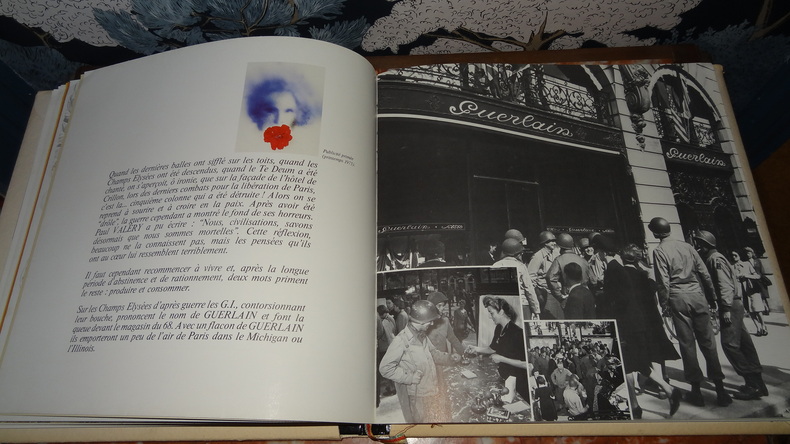 Publicité
Quand les dernières balles ont sifflé sur les toits, quand les
Champs Elysées ont été descendus, quand le Te Deum a été
chanté, on s'aperçoit, ô ironie, que sur la façade de l'hôtel de
Crillon, lors des derniers combats pour la libération de Paris,
c'est la... cinquième colonne qui a été détruite ! Alors on se
reprend à sourire et à croire en la paix. Après avoir été
"drôle", la guerre cependant a montré le fond de ses horreurs.
Paul VALÉRY a pu écrire : "Nous, civilisations, savons
désormais que nous sommes mortelles". Cette réflexion,
beaucoup ne la connaissent pas, mais les pensées qu'ils
ont au cœur lui ressemblent terriblement.
Il faut cependant recommencer à vivre et, après la longue
période d'abstinence et de rationnement, deux mots priment
le reste : produire et consommer.
Sur les Champs Elysées d'après guerre les G.I., contorsionnant
leur bouche, prononcent le nom de GUERLAIN et font la
queue devant le magasin du 68. Avec un flacon de GUERLAIN
ils emporteront un peu de l'air de Paris dans le Michigan ou
l'Illinois.
Guerlain
Guerlain
Guerlain